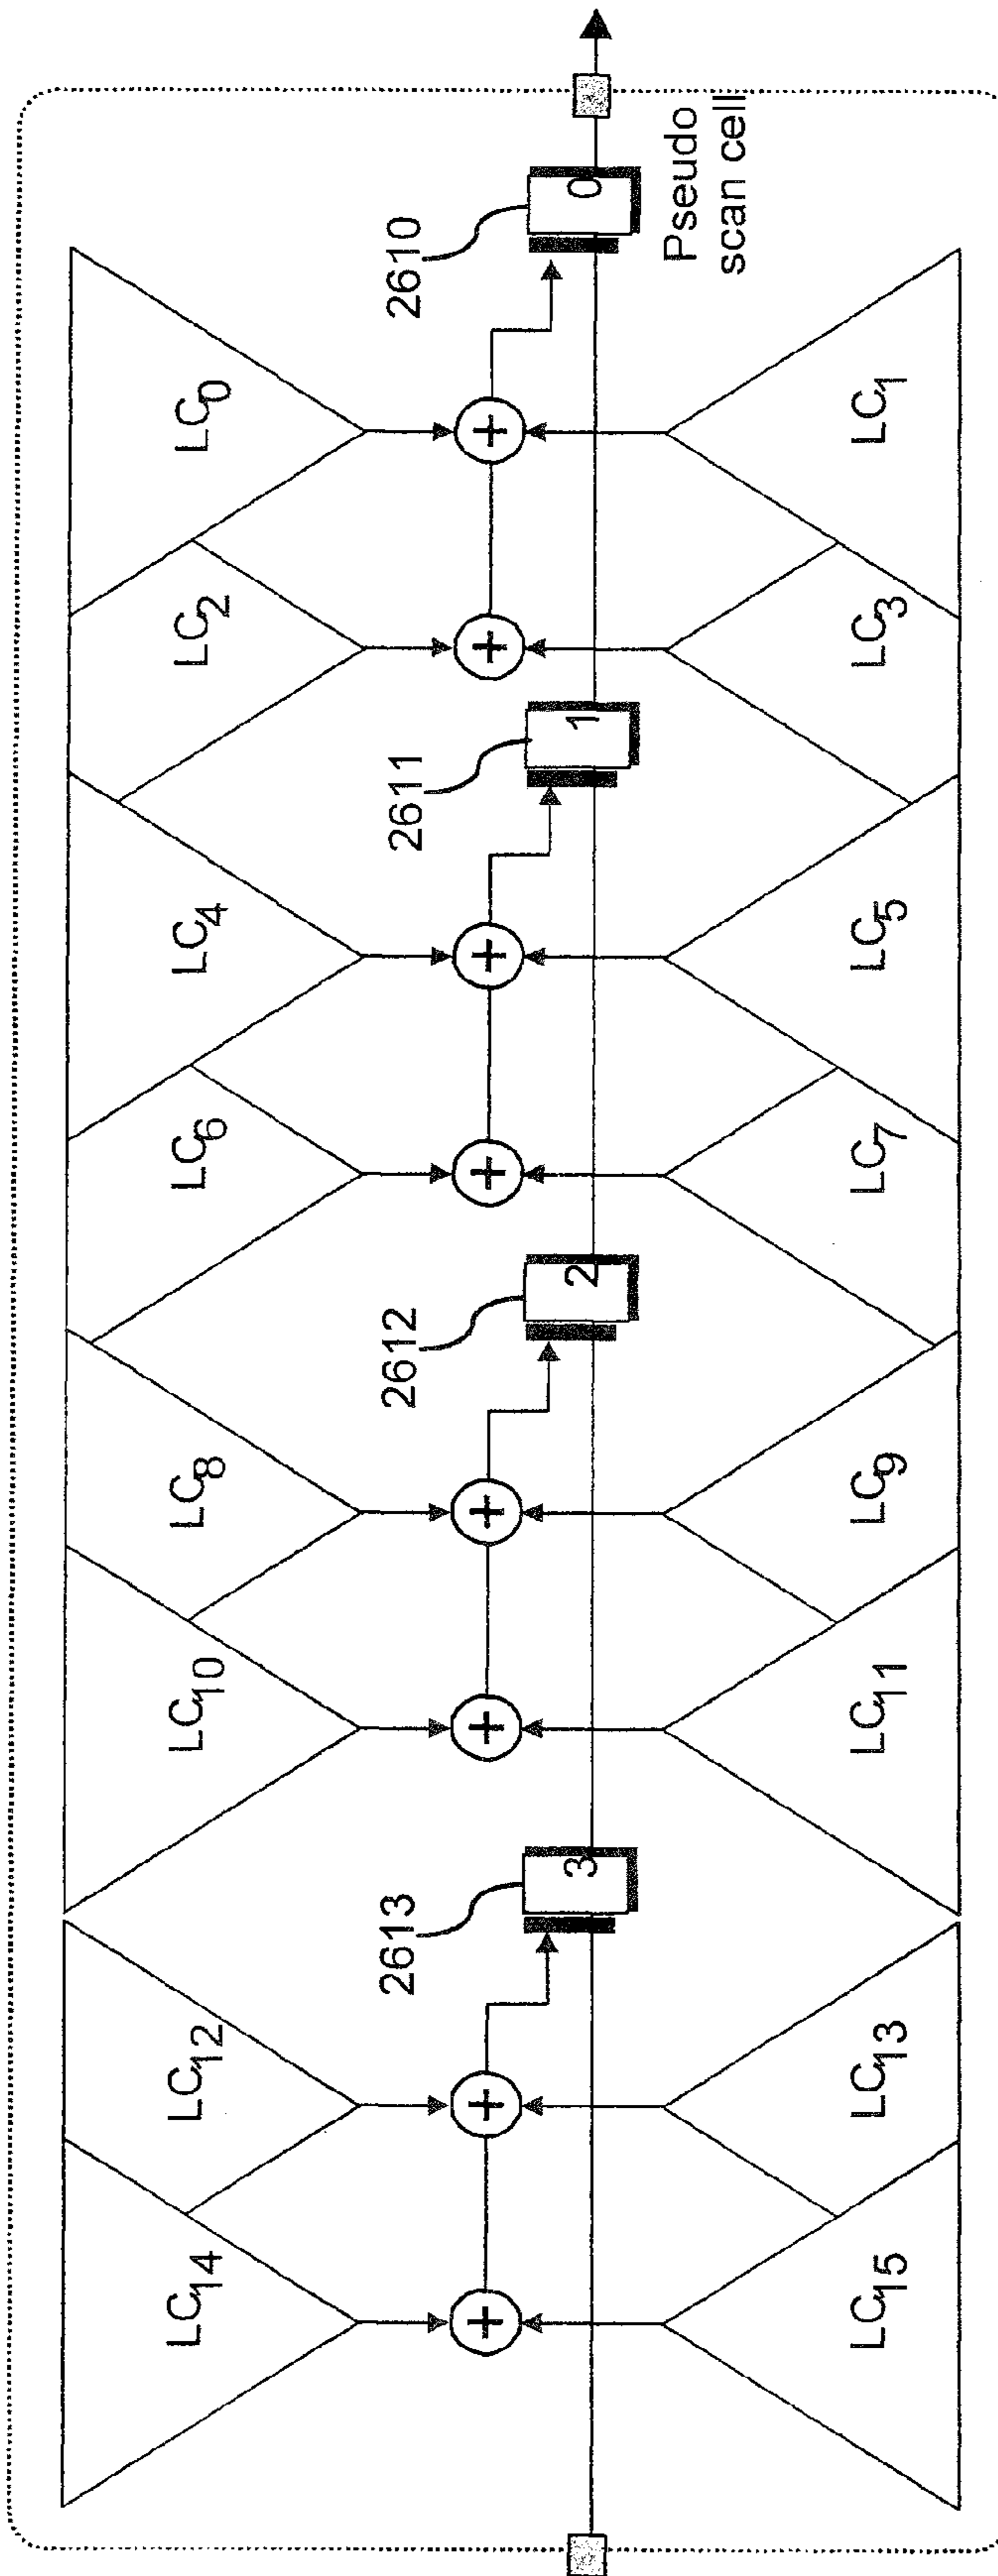 LC14
LC12
LC10
LC8
LC6
LC4
LC2
LC0
2613
2612
2611
2610
+
+
+
+
+
+
+
+
3
2
1
0
Pseudo
scan cell
LC15
LC13
LC11
LC9
LC7
LC5
LC3
LC1